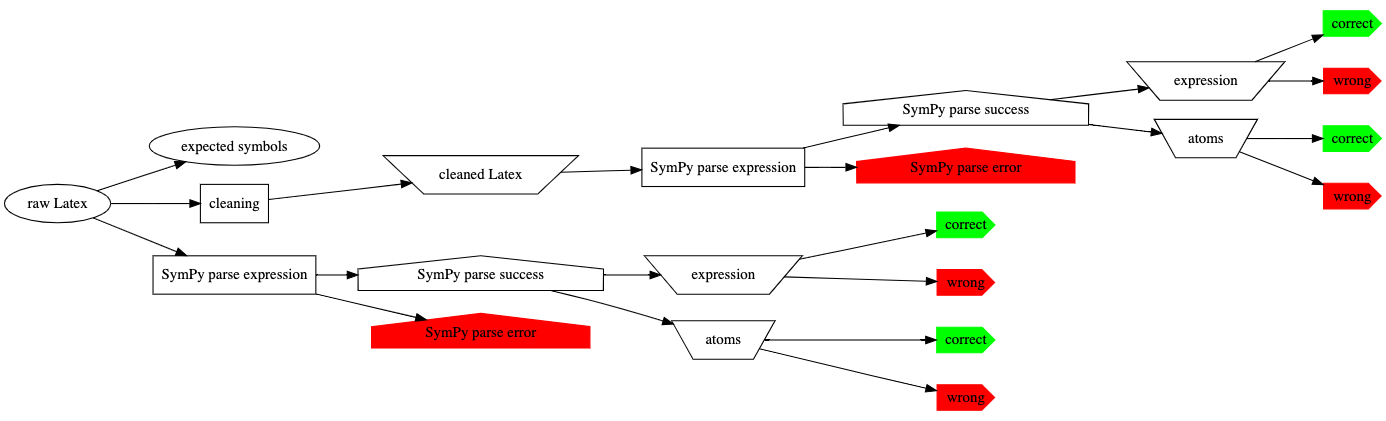 raw Latex
expected symbols
cleaning
cleaned Latex
SymPy parse expression
SymPy parse success
SymPy parse error
expression
correct
wrong
atoms
correct
wrong
SymPy parse expression
SymPy parse success
SymPy parse error
expression
correct
wrong
atoms
correct
wrong